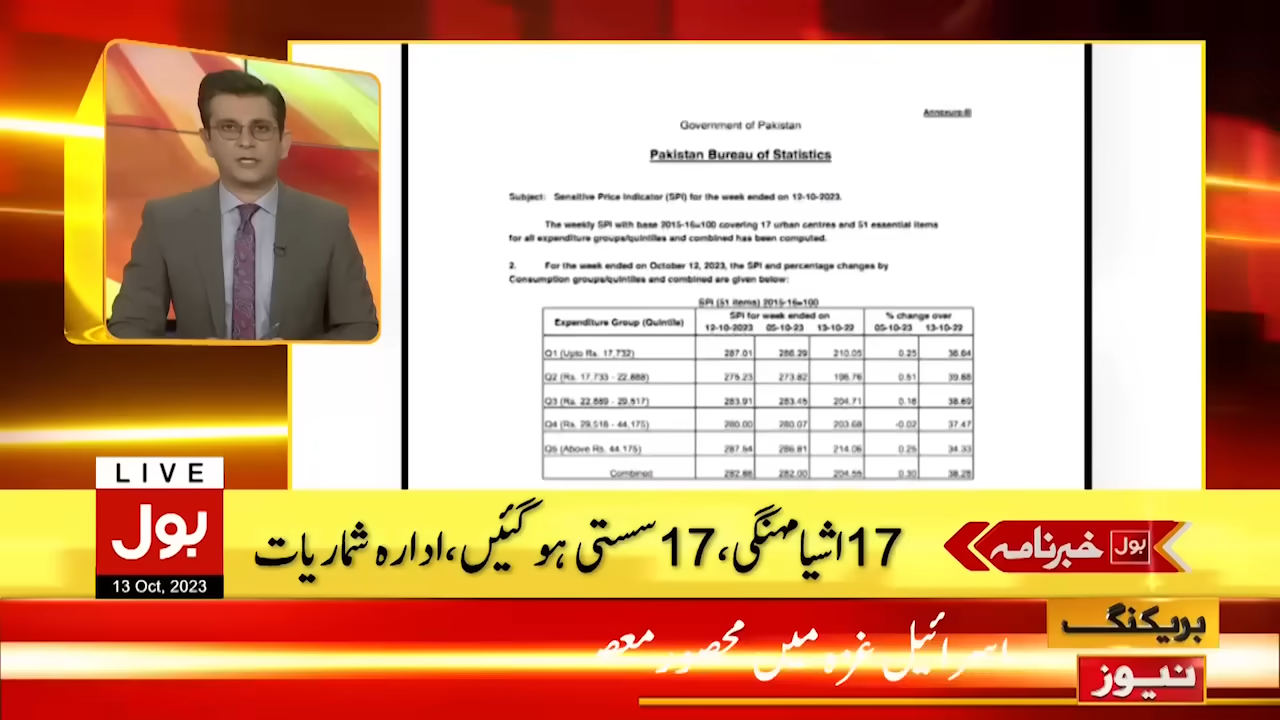 Annexure-III
Government of Pakistan
Pakistan Bureau of Statistics
Subject: Sensitive Price Indicator (SPI) for the week ended on 12-10-2023.
The weekly SPI with base 2015-16=100 covering 17 urban centres and 51 essential items
for all expenditure groups/quintiles and combined has been computed.
2. For the week ended on October 12, 2023, the SPI and percentage changes by
Consumption groups/quintiles and combined are given below:
SPI (51 items) 2015-16=100
Expenditure Group (Quintile) SPI for week ended on % change over
12-10-2023 05-10-23 13-10-22 05-10-23 13-10-22
Q1 (Upto Rs. 17,732) 287.01 286.29 210.05 0.25 36.64
Q2 (Rs. 17,733 - 22,888) 275.23 273.82 196.76 0.51 39.88
Q3 (Rs. 22,889 - 29,517) 283.91 283.45 204.71 0.16 38.69
Q4 (Rs. 29,518 - 44,175) 280.00 280.07 203.68 -0.02 37.47
Q5 (Above Rs. 44,175) 287.54 286.81 214.06 0.25 34.33
Combined 282.86 282.00 204.55 0.30 38.28
LIVE
بول
13 Oct, 2023
17 اشیا مہنگی، 17 سستی ہو گئیں، ادارہ شماریات
بول خبرنامہ
بریکنگ
نیوز
اسرائیل غزہ میں محصور